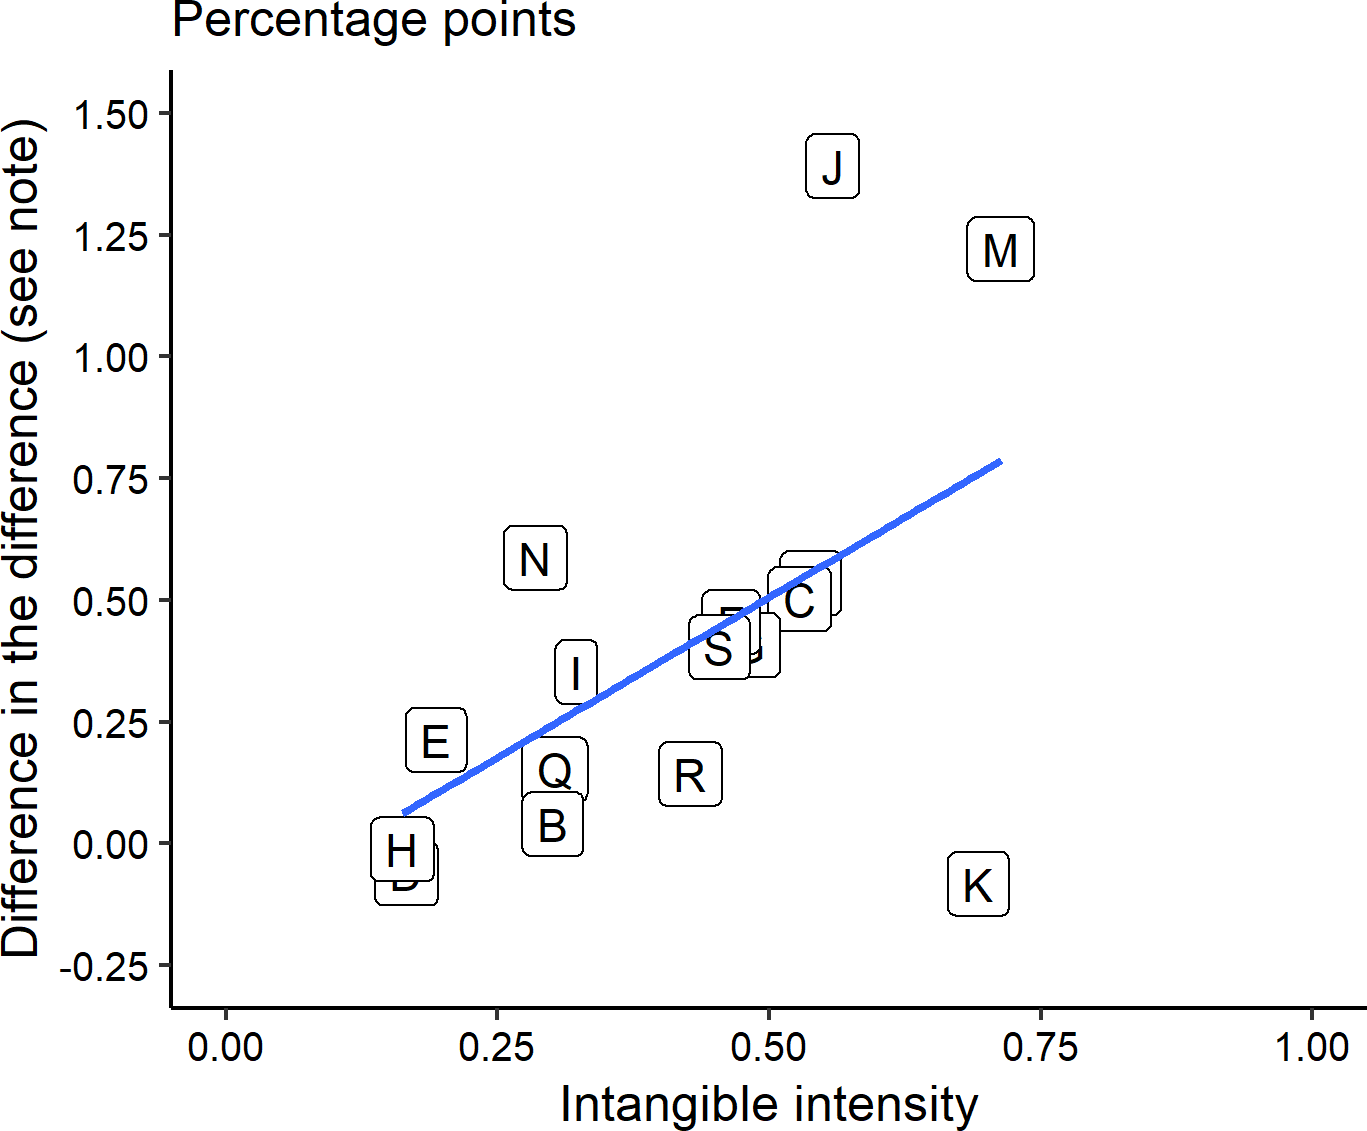 Percentage points
Difference in the difference (see note)
1.50
1.25
1.00
0.75
0.50
0.25
0.00
-0.25
J
M
N
C
S
I
E
Q
R
B
H
K
0.00 0.25 0.50 0.75 1.00
Intangible intensity